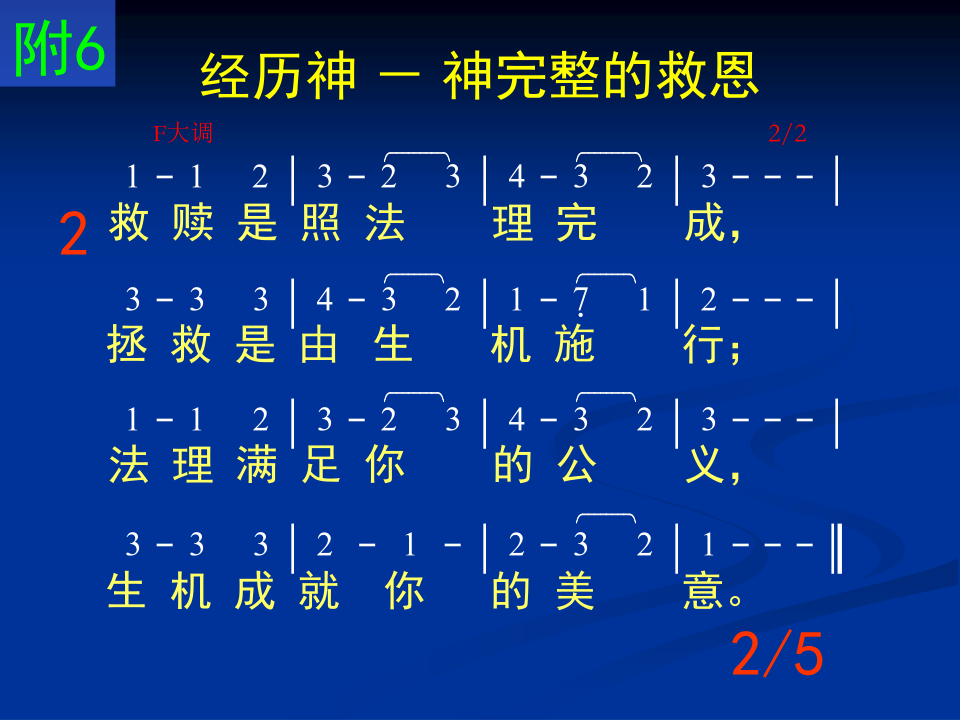 附6
经历神 － 神完整的救恩
F大调 2/2
1 - 1 2 | 3 - 2 3 | 4 - 3 2 | 3 - - - |
2 救 赎 是 照 法 理 完 成，
3 - 3 3 | 4 - 3 2 | 1 - 7̣ 1 | 2 - - - |
拯 救 是 由 生 机 施 行；
1 - 1 2 | 3 - 2 3 | 4 - 3 2 | 3 - - - |
法 理 满 足 你 的 公 义，
3 - 3 3 | 2 - 1 - | 2 - 3 2 | 1 - - - ‖
生 机 成 就 你 的 美 意。
2/5